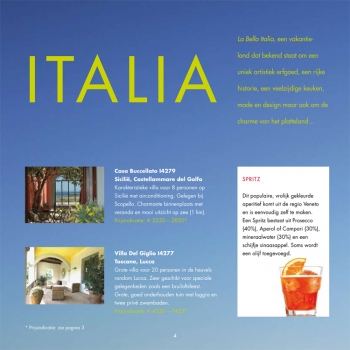 ITALIA
La Bella Italia, een vakantie-
land dat bekend staat om een
uniek artistiek erfgoed, een rijke
historie, een veelzijdige keuken,
mode en design maar ook om de
charme van het platteland...
Casa Buccellato I4279
Sicilië, Castellammare del Golfo
Karakteristieke villa voor 8 personen op
Sicilië met airconditioning. Gelegen bij
Scopello. Charmante binnenplaats met
veranda en mooi uitzicht op zee (1 km).
Prijsindicatie: €
Villa Del Giglio I4277
Toscane, Lucca
Grote villa voor 20 personen in de heuvels
rondom Lucca. Zeer geschikt voor speciale
gelegenheden zoals een bruiloftsfeest.
Grote, goed onderhouden tuin met loggia en
twee privé zwembaden.
Prijsindicatie: €
SPRITZ
Dit populaire, vrolijk gekleurde
aperitief komt uit de regio Veneto
en is eenvoudig zelf te maken.
Een Spritz bestaat uit Prosecco
(40%), Aperol of Campari (30%),
mineraalwater (30%) en een
schijfje sinaasappel. Soms wordt
een olijf toegevoegd.
* Prijsindicatie: zie pagina 3
4